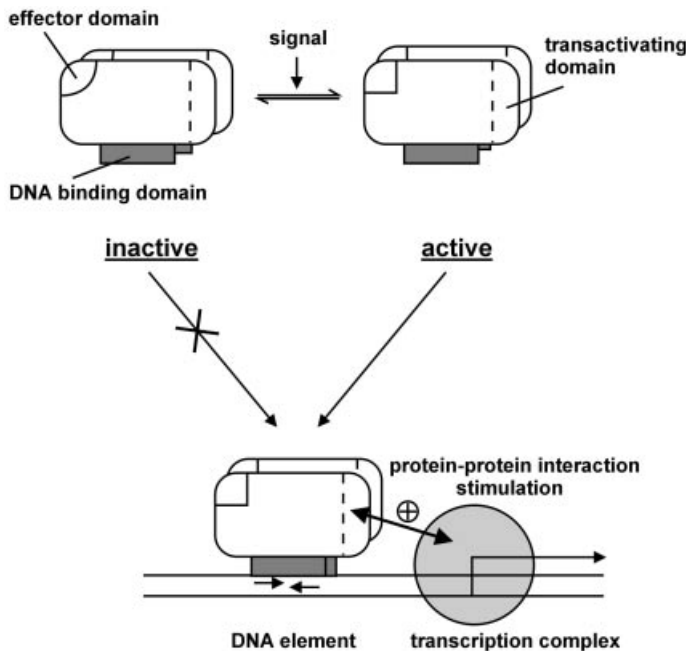 effector domain
signal
transactivating
domain
DNA binding domain
inactive
active
protein-protein interaction
stimulation
DNA element
transcription complex